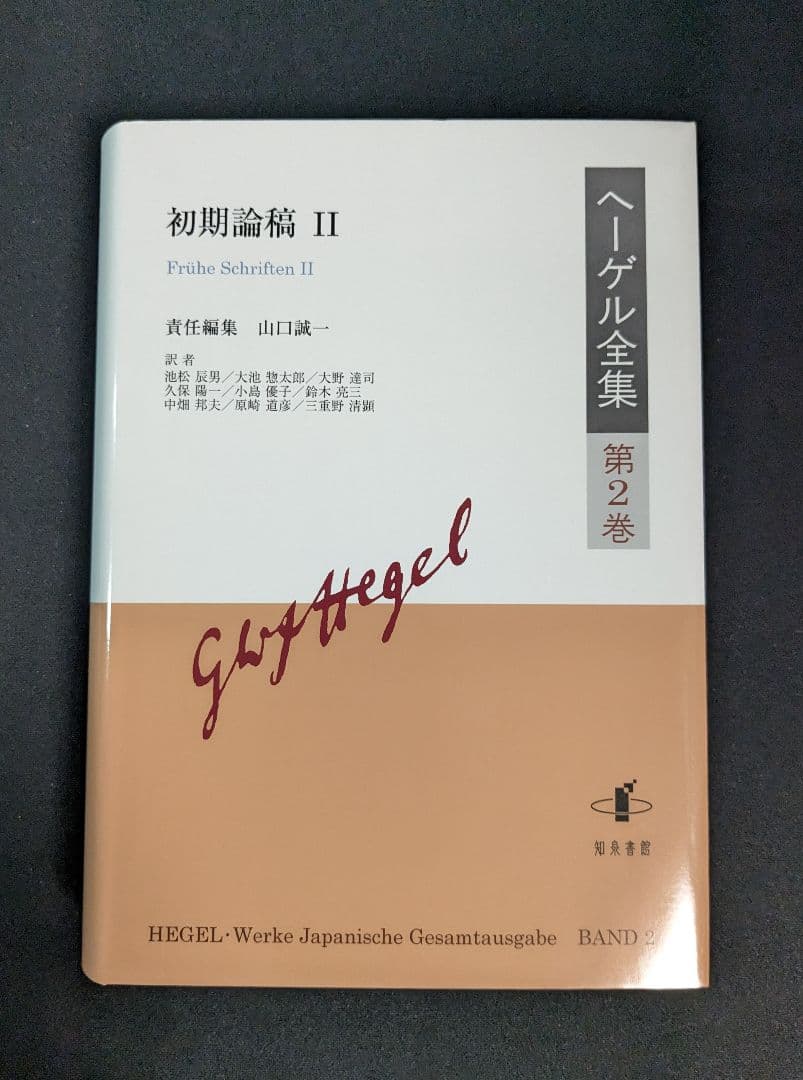 初期論稿 II
Frühe Schriften II
責任編集 山口誠一
訳者
池松 辰男／大池 惣太郎／大野 達司
久保 陽一／小島 優子／鈴木 亮三
中畑 邦夫／原崎 道彦／三重野 清顕
ヘーゲル全集
第2巻
GWFHegel
知泉書館
HEGEL・Werke Japanische Gesamtausgabe BAND 2